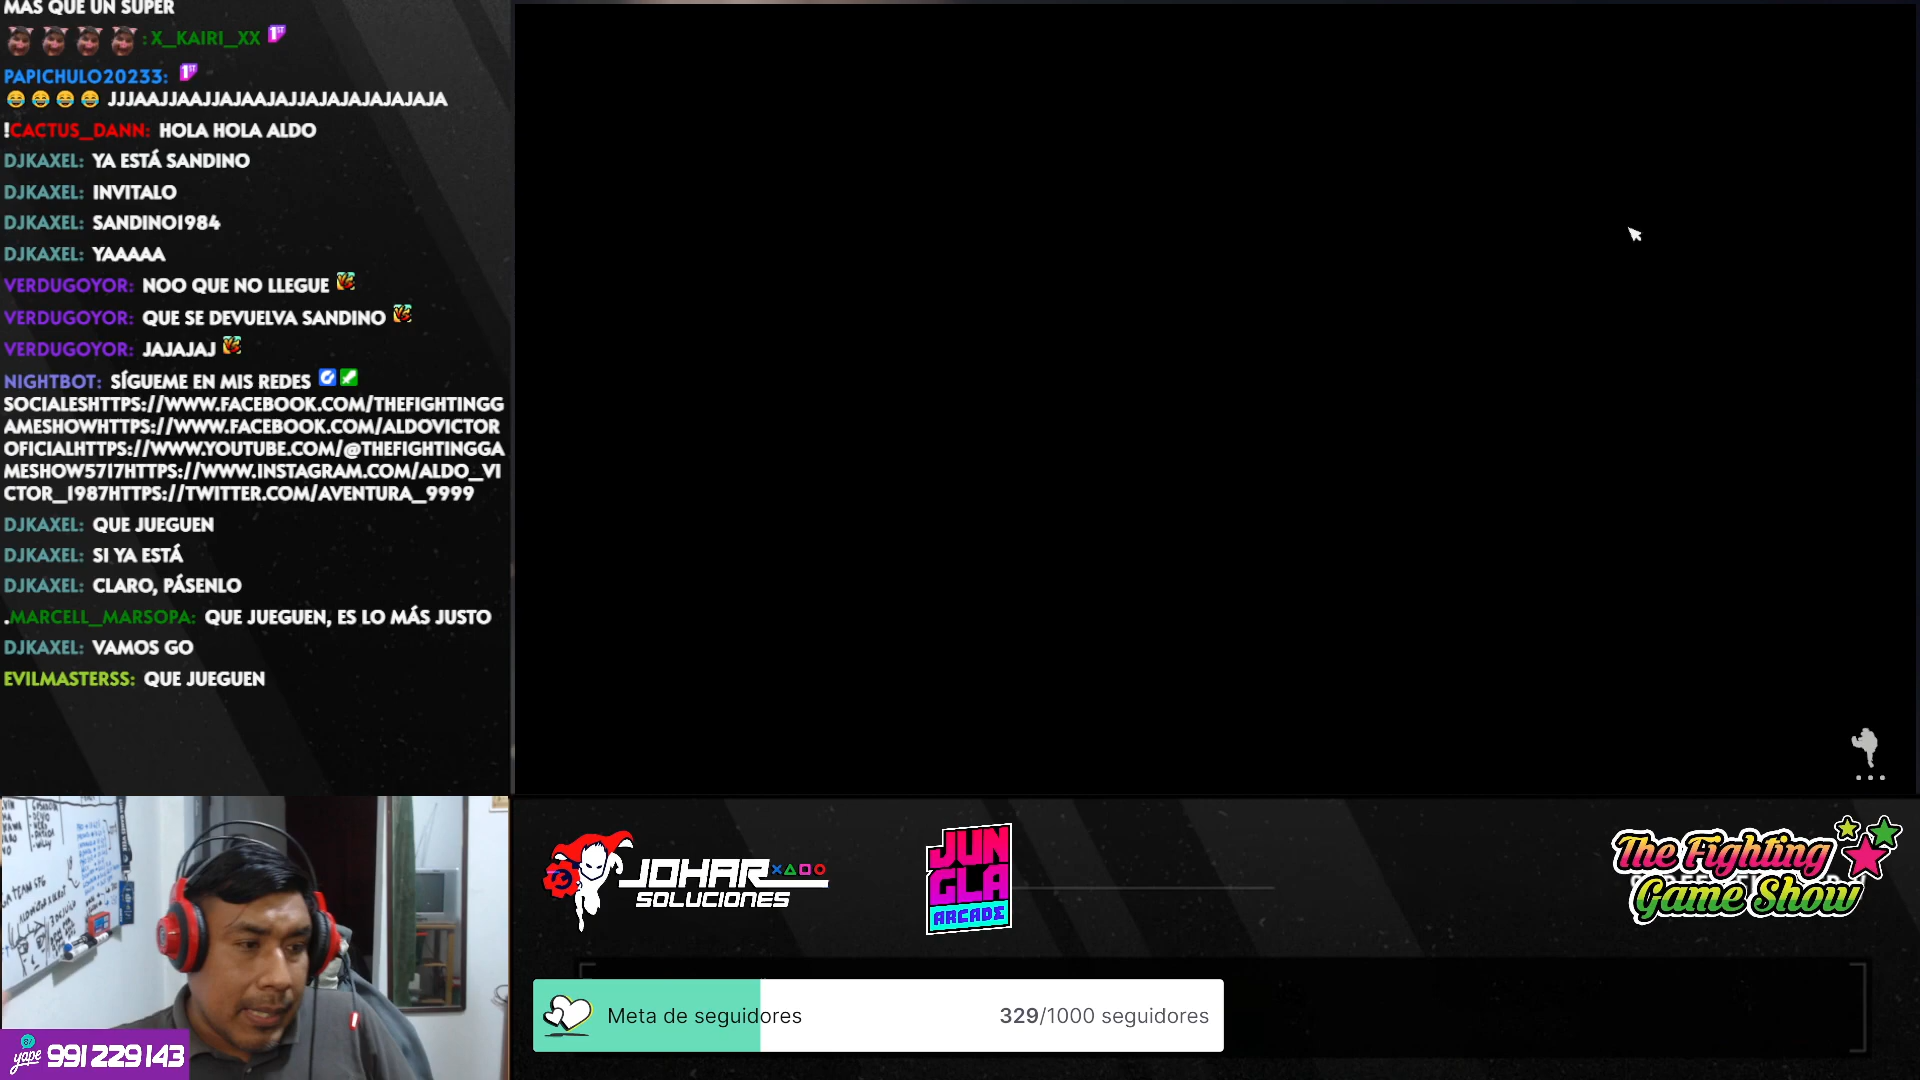 MÁS QUE UN SUPER
:X_KAIRI_XX
PAPICHULO20233:
JJJAAJJAAJJAJAAJAJJAJAJAJAJAJAJA
!CACTUS_DANN: HOLA HOLA ALDO
DJKAXEL: YA ESTÁ SANDINO
DJKAXEL: INVITALO
DJKAXEL: SANDINO1984
DJKAXEL: YAAAAA
VERDUGOYOR: NOO QUE NO LLEGUE
VERDUGOYOR: QUE SE DEVUELVA SANDINO
VERDUGOYOR: JAJAJAJ
NIGHTBOT: SÍGUEME EN MIS REDES
SOCIALESHTTPS://WWW.FACEBOOK.COM/THEFIGHTINGG
AMESHOWHTTPS://WWW.FACEBOOK.COM/ALDOVICTOR
OFICIALHTTPS://WWW.YOUTUBE.COM/@THEFIGHTINGGA
MESHOW5717HTTPS://WWW.INSTAGRAM.COM/ALDO_VI
CTOR_1987HTTPS://TWITTER.COM/AVENTURA_9999
DJKAXEL: QUE JUEGUEN
DJKAXEL: SI YA ESTÁ
DJKAXEL: CLARO, PÁSENLO
.MARCELL_MARSOPA: QUE JUEGUEN, ES LO MÁS JUSTO
DJKAXEL: VAMOS GO
EVILMASTERSS: QUE JUEGUEN
yape 991 229 143
JOHAR
SOLUCIONES
JUN
GLA
ARCADE
The Fighting
Game Show
Meta de seguidores 329/1000 seguidores